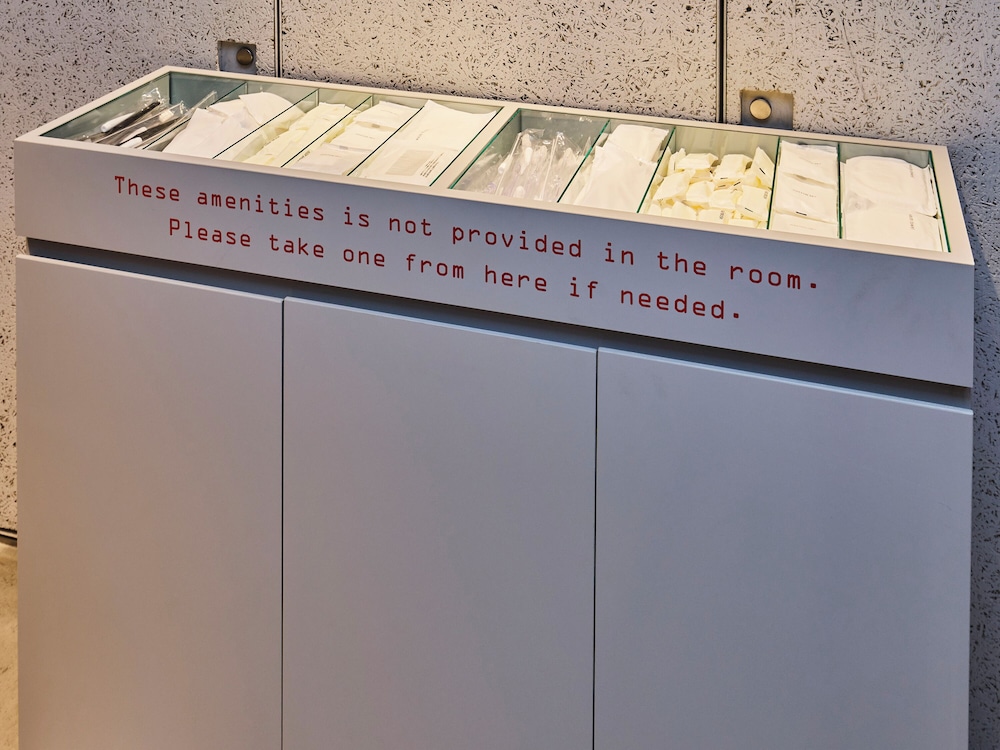 These amenities is not provided in the room.
Please take one from here if needed.